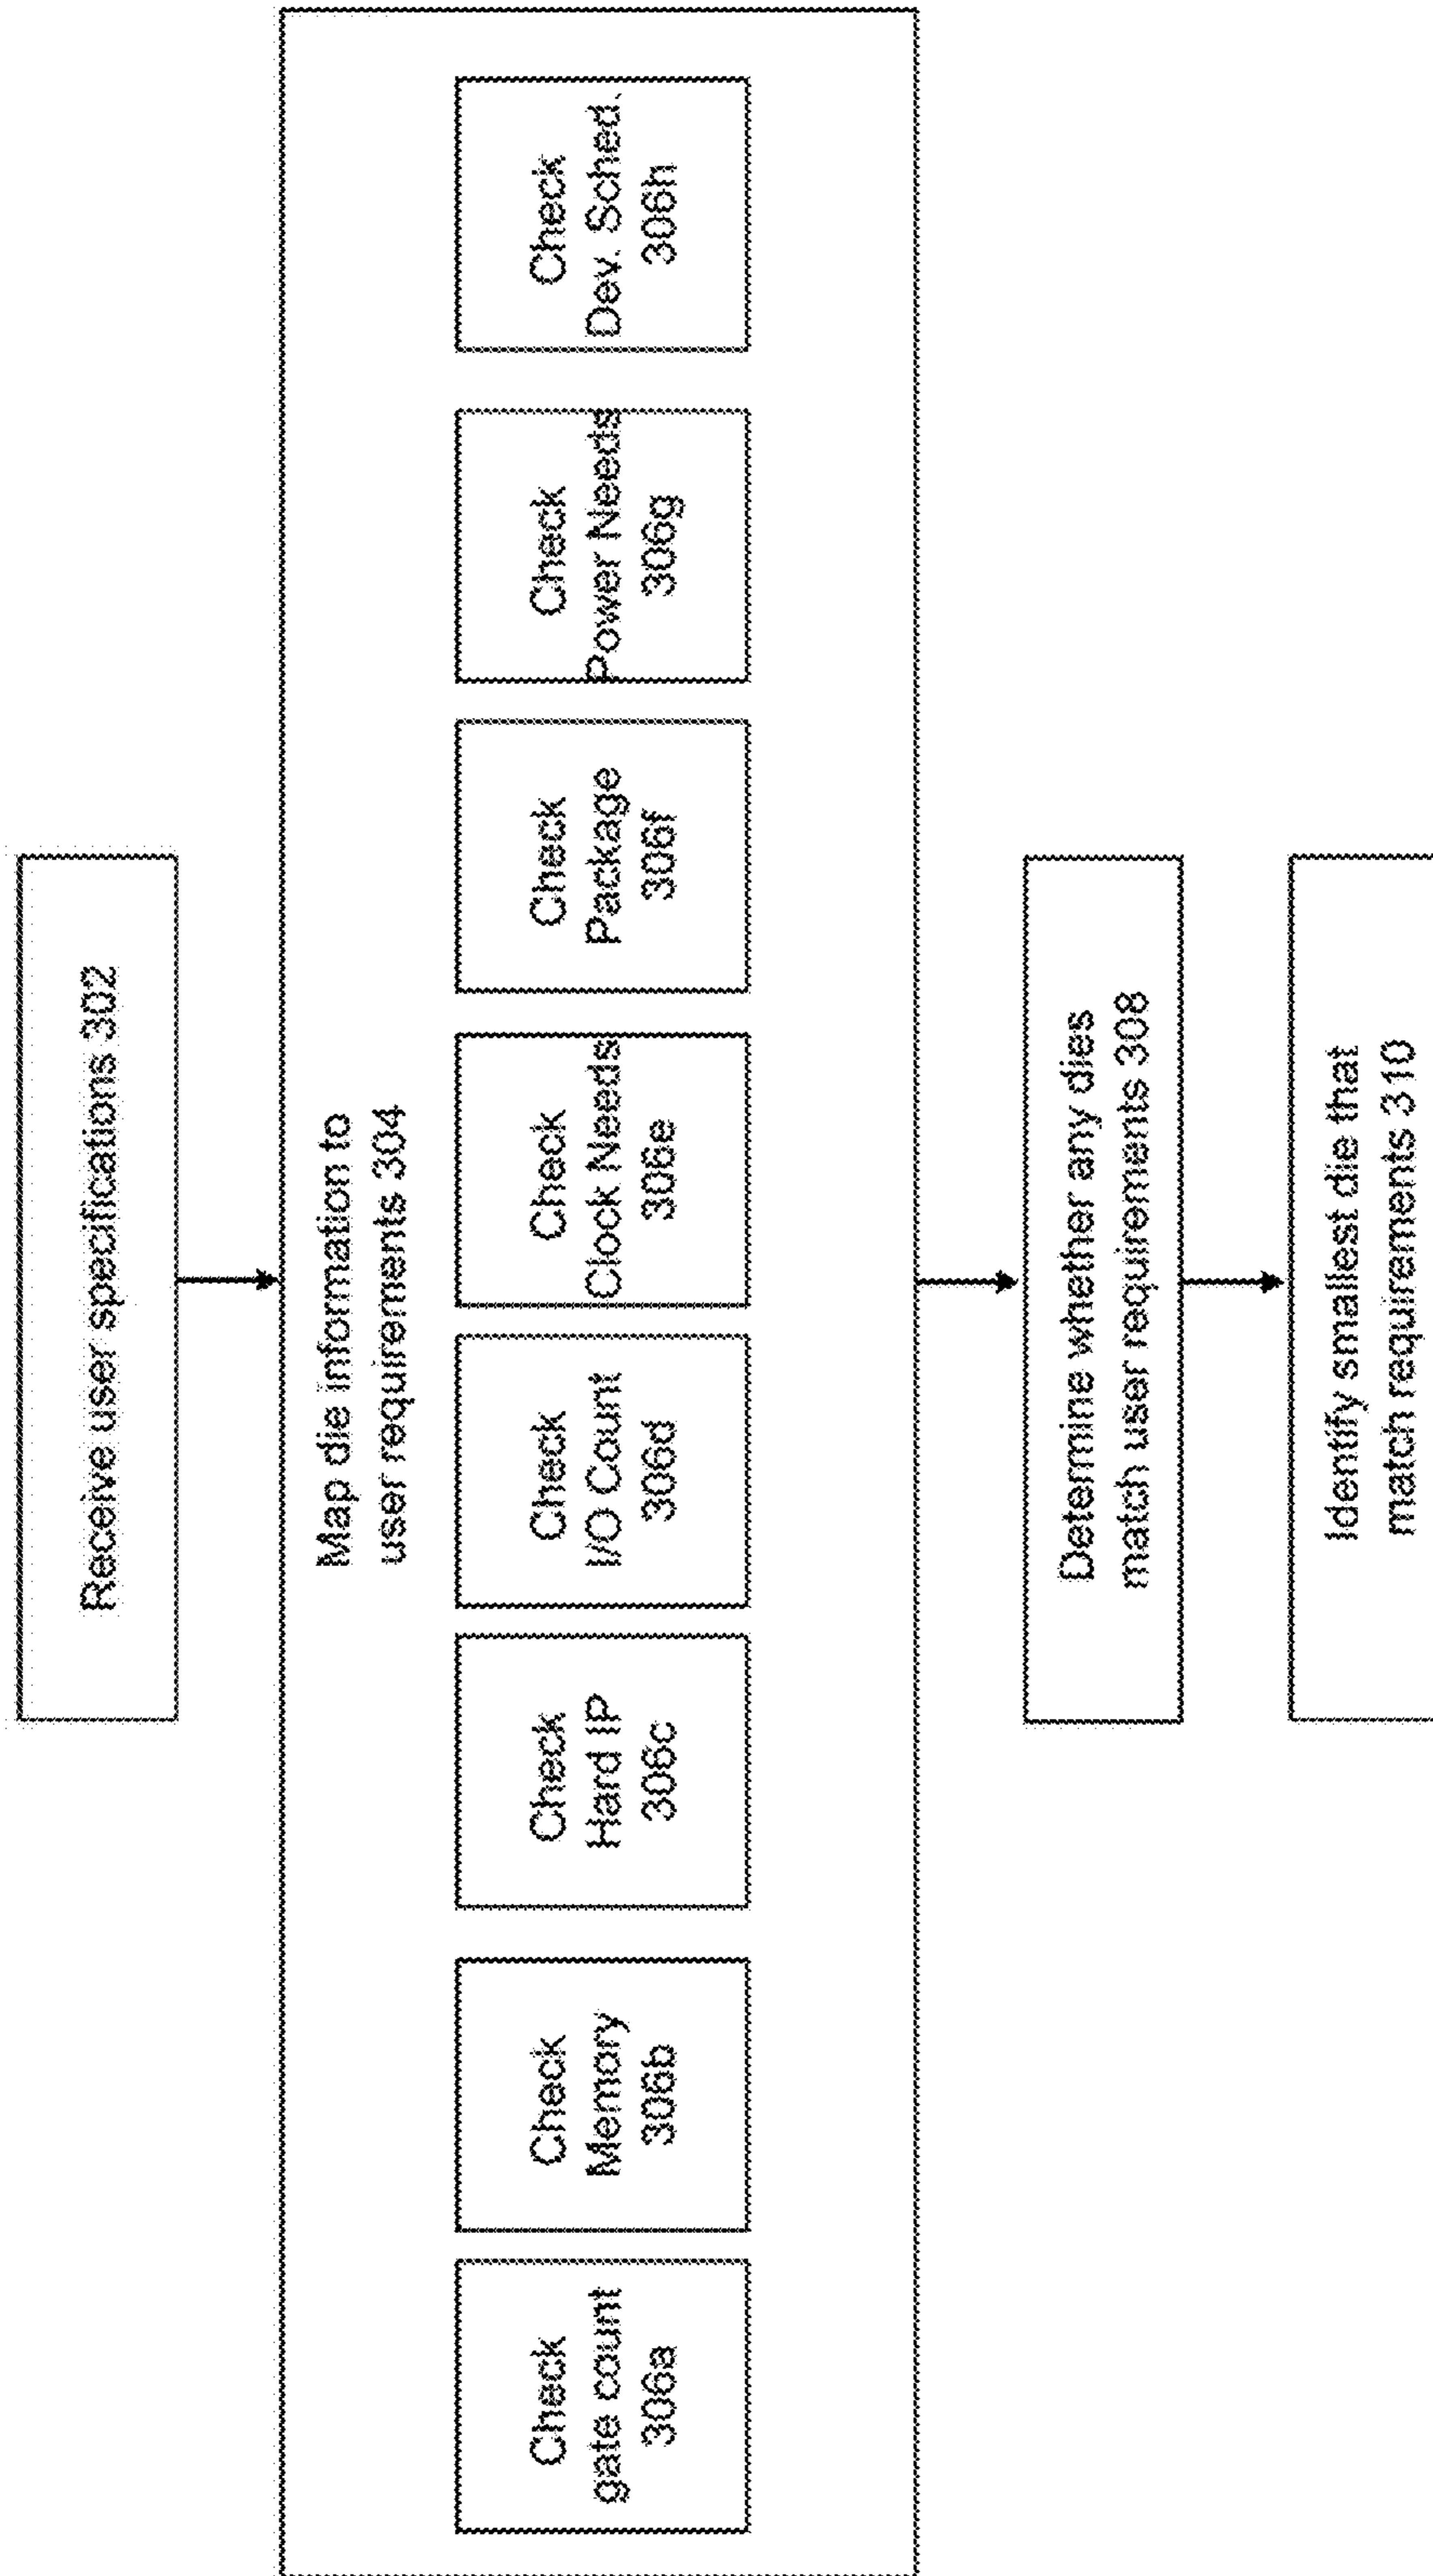 Receive user specifications 302
Map die information to
user requirements 304
Check
gate count
306a
Check
Memory
306b
Check
Hard IP
306c
Check
I/O Count
306d
Check
Clock Needs
306e
Check
Package
306f
Check
Power Needs
306g
Check
Dev. Sched.
306h
Determine whether any dies
match user requirements 308
Identify smallest die that
match requirements 310